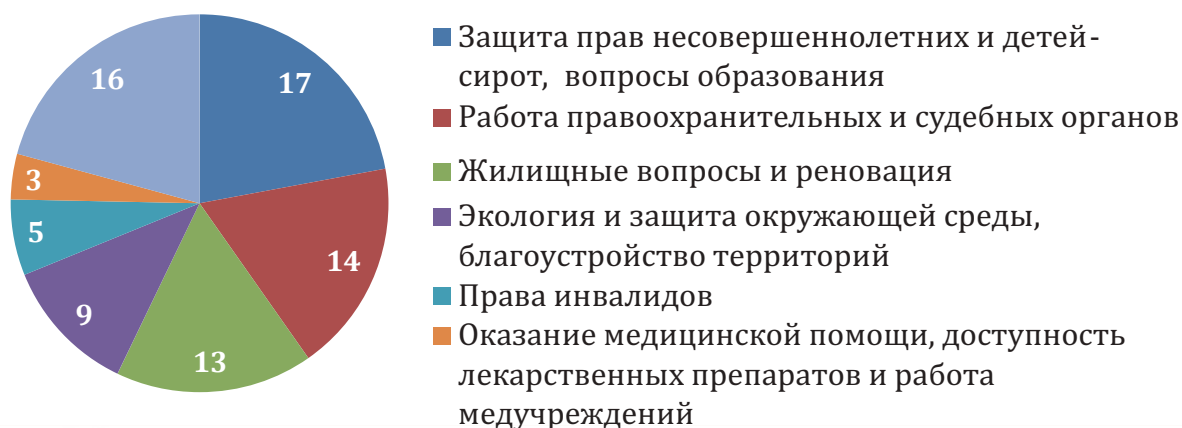 16
17
3
5
14
9
13
Защита прав несовершеннолетних и детей-
сирот, вопросы образования
Работа правоохранительных и судебных органов
Жилищные вопросы и реновация
Экология и защита окружающей среды,
благоустройство территорий
Права инвалидов
Оказание медицинской помощи, доступность
лекарственных препаратов и работа
медучреждений